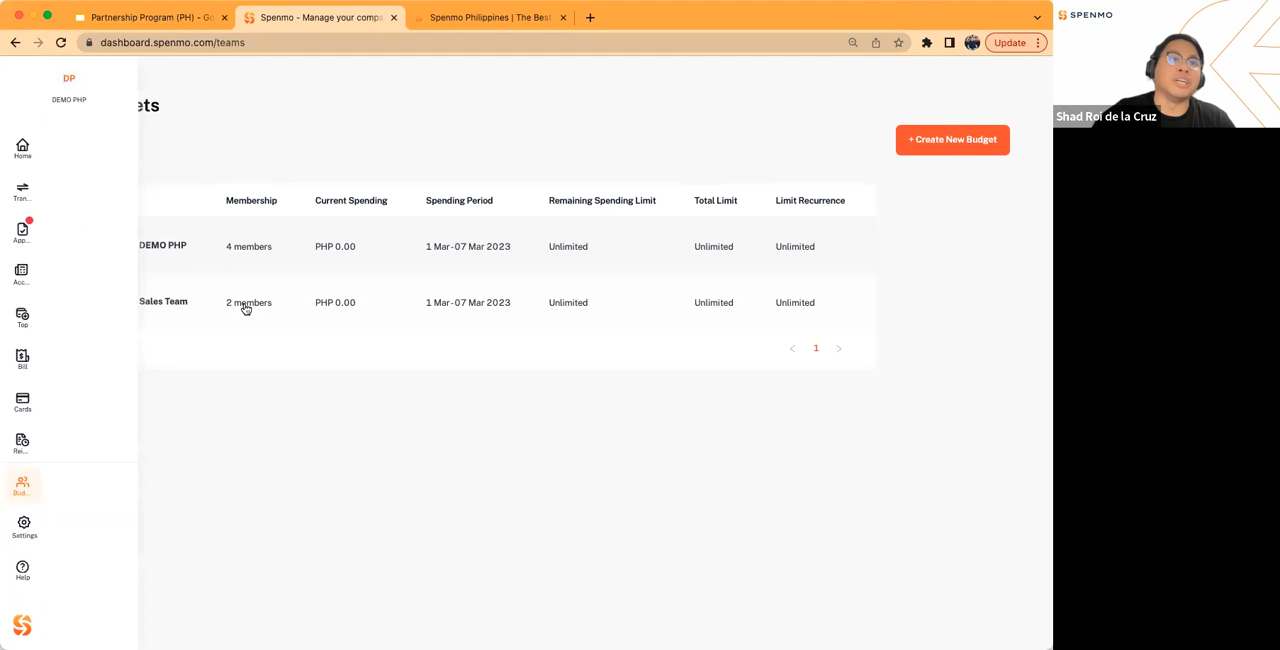 Partnership Program (PH) - Go
Spenmo - Manage your compa
Spenmo Philippines | The Best
dashboard.spenmo.com/teams
Update
SPENMO
Shad Roi de la Cruz
DP
DEMO PHP
Home
Tran...
App...
Acc...
Top
Bill
Cards
Rei...
Bud...
Settings
Help
ets
+ Create New Budget
Membership Current Spending Spending Period Remaining Spending Limit Total Limit Limit Recurrence
DEMO PHP 4 members PHP 0.00 1 Mar-07 Mar 2023 Unlimited Unlimited Unlimited
Sales Team 2 members PHP 0.00 1 Mar-07 Mar 2023 Unlimited Unlimited Unlimited
< 1 >